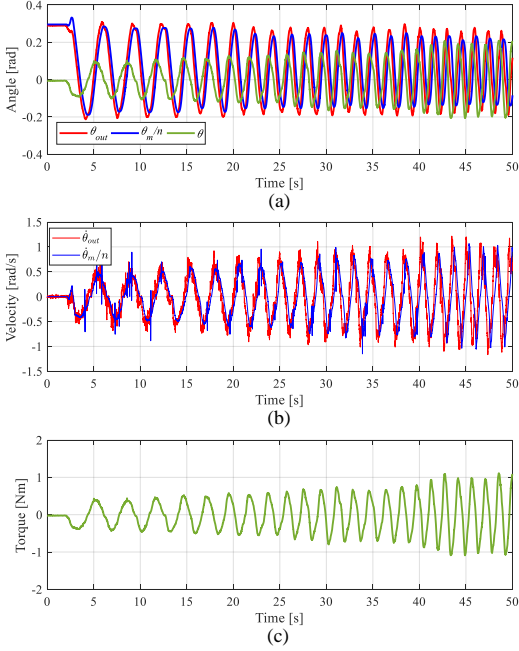 0.4
0.2
0
-0.2
-0.4
Angle [rad]
θout θm/n θ
0 5 10 15 20 25 30 35 40 45 50
Time [s]
(a)
1.5
1
0.5
0
-0.5
-1
-1.5
Velocity [rad/s]
θ̇out
θ̇m/n
0 5 10 15 20 25 30 35 40 45 50
Time [s]
(b)
2
1
0
-1
-2
Torque [Nm]
0 5 10 15 20 25 30 35 40 45 50
Time [s]
(c)